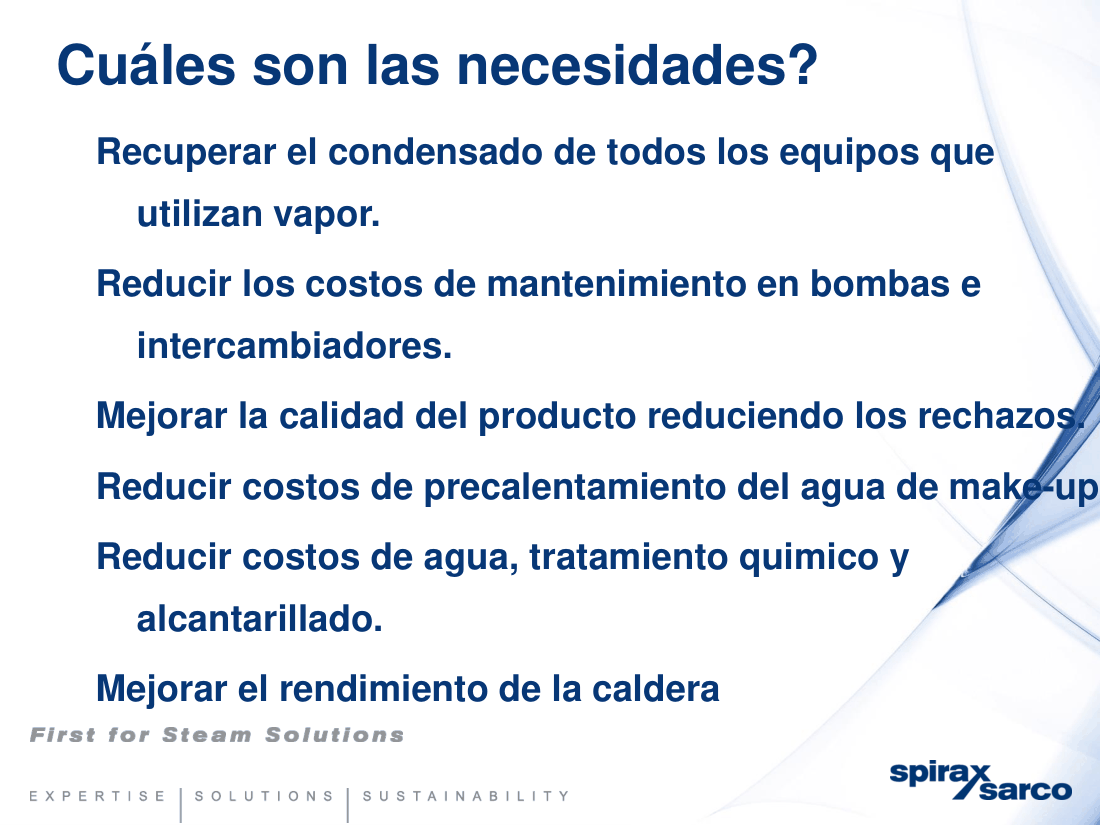 Cuáles son las necesidades?
Recuperar el condensado de todos los equipos que
utilizan vapor.
Reducir los costos de mantenimiento en bombas e
intercambiadores.
Mejorar la calidad del producto reduciendo los rechazos.
Reducir costos de precalentamiento del agua de make-up
Reducir costos de agua, tratamiento quimico y
alcantarillado.
Mejorar el rendimiento de la caldera
First for Steam Solutions
EXPERTISE | SOLUTIONS | SUSTAINABILITY
spirax
sarco